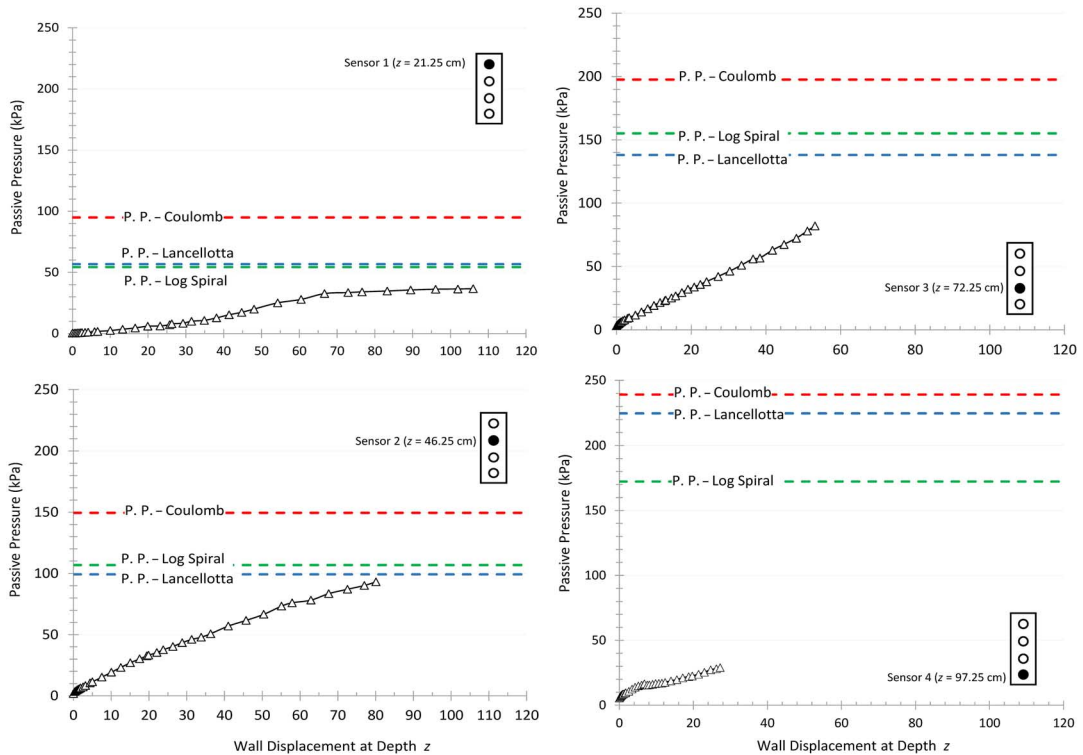 250
200
150
100
50
0
Passive Pressure (kPa)
Sensor 1 (z = 21.25 cm)
P. P. – Coulomb
P. P. – Lancellotta
P. P. – Log Spiral
0 10 20 30 40 50 60 70 80 90 100 110 120
250
200
150
100
50
0
Passive Pressure (kPa)
P. P. – Coulomb
P. P. – Log Spiral
P. P. – Lancellotta
Sensor 3 (z = 72.25 cm)
0 20 40 60 80 100 120
250
200
150
100
50
0
Passive Pressure (kPa)
Sensor 2 (z = 46.25 cm)
P. P. – Coulomb
P. P. – Log Spiral
P. P. – Lancellotta
0 10 20 30 40 50 60 70 80 90 100 110 120
Wall Displacement at Depth z
250
200
150
100
50
0
Passive Pressure (kPa)
P. P. – Coulomb
P. P. – Lancellotta
P. P. – Log Spiral
Sensor 4 (z = 97.25 cm)
0 20 40 60 80 100 120
Wall Displacement at Depth z